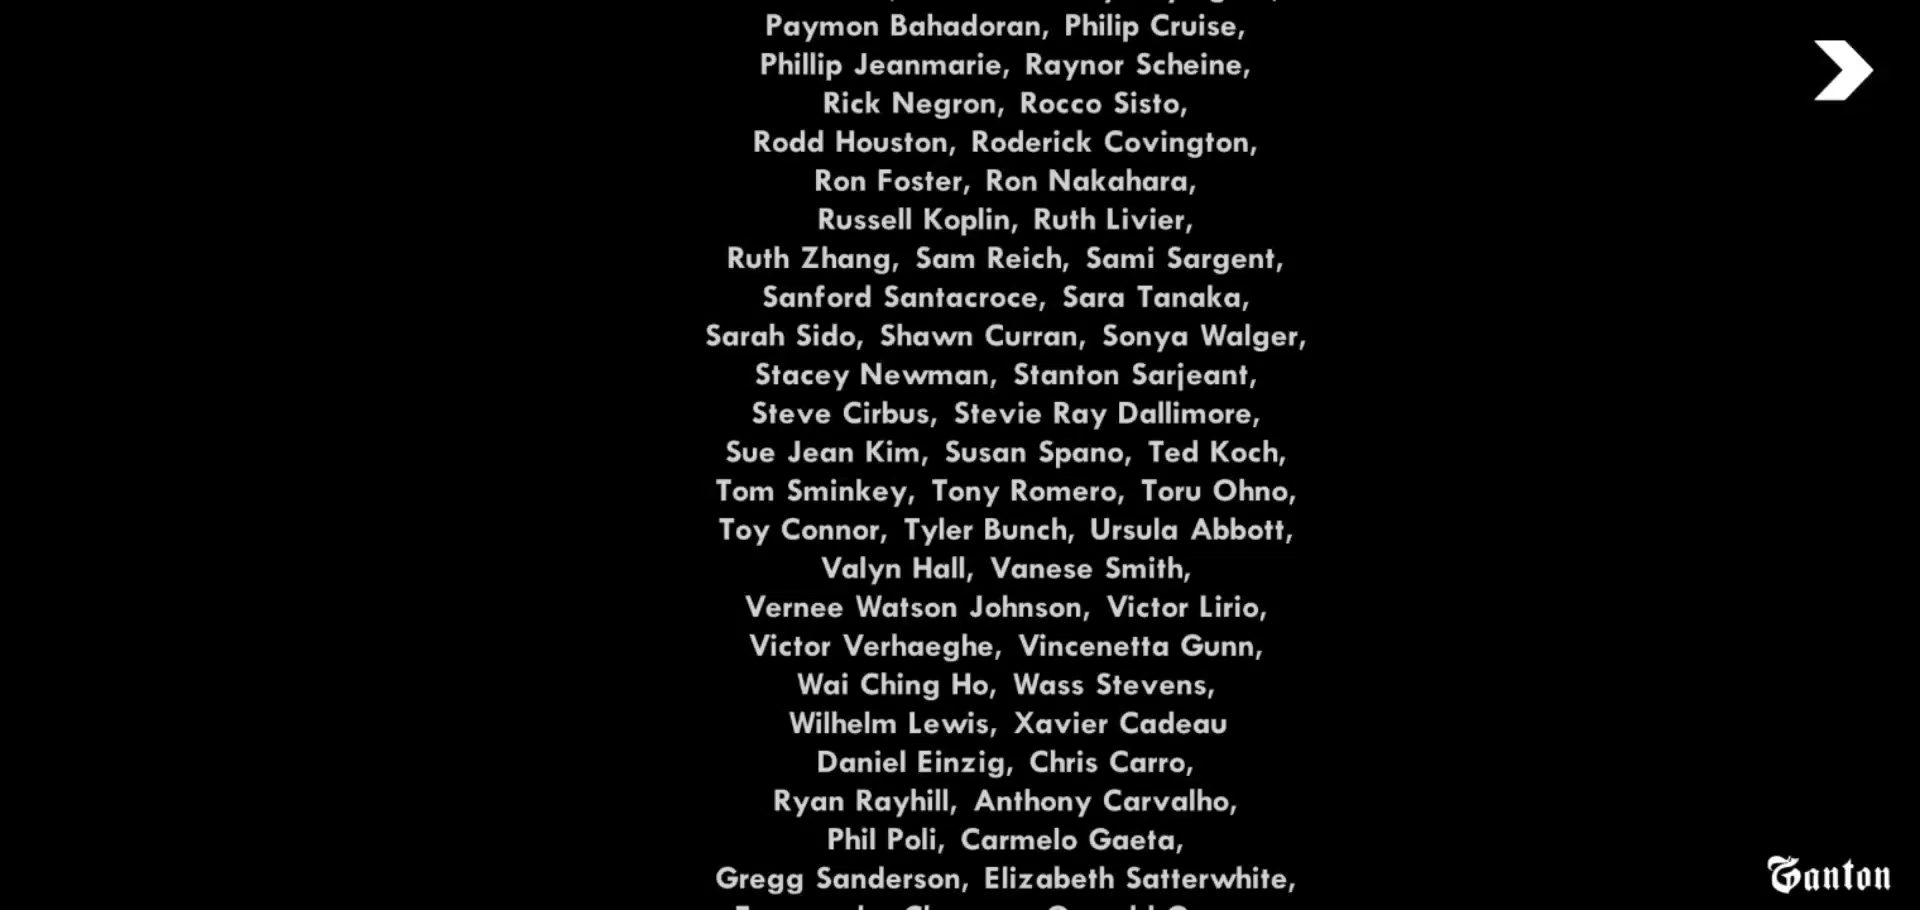 Paymon Bahadoran, Philip Cruise,
Phillip Jeanmarie, Raynor Scheine,
Rick Negron, Rocco Sisto,
Rodd Houston, Roderick Covington,
Ron Foster, Ron Nakahara,
Russell Koplin, Ruth Livier,
Ruth Zhang, Sam Reich, Sami Sargent,
Sanford Santacroce, Sara Tanaka,
Sarah Sido, Shawn Curran, Sonya Walger,
Stacey Newman, Stanton Sarjeant,
Steve Cirbus, Stevie Ray Dallimore,
Sue Jean Kim, Susan Spano, Ted Koch,
Tom Sminkey, Tony Romero, Toru Ohno,
Toy Connor, Tyler Bunch, Ursula Abbott,
Valyn Hall, Vanese Smith,
Vernee Watson Johnson, Victor Lirio,
Victor Verhaeghe, Vincenetta Gunn,
Wai Ching Ho, Wass Stevens,
Wilhelm Lewis, Xavier Cadeau
Daniel Einzig, Chris Carro,
Ryan Rayhill, Anthony Carvalho,
Phil Poli, Carmelo Gaeta,
Gregg Sanderson, Elizabeth Satterwhite,
Ganton